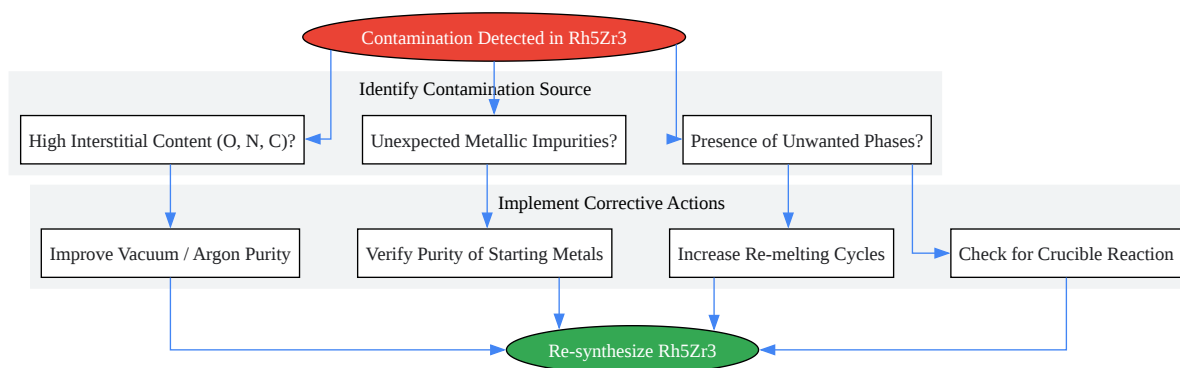 Contamination Detected in Rh5Zr3
Identify Contamination Source
High Interstitial Content (O, N, C)?
Unexpected Metallic Impurities?
Presence of Unwanted Phases?
Implement Corrective Actions
Improve Vacuum / Argon Purity
Verify Purity of Starting Metals
Increase Re-melting Cycles
Check for Crucible Reaction
Re-synthesize Rh5Zr3